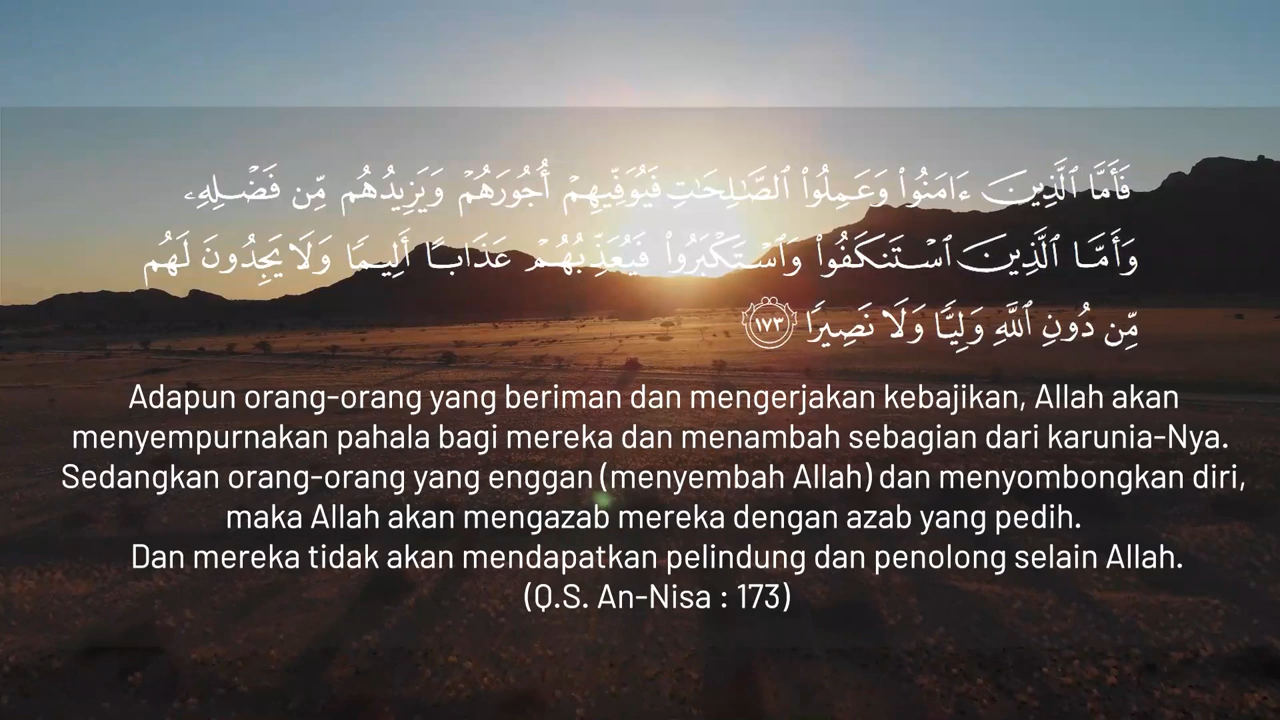 فَأَمَّا ٱلَّذِينَ ءَامَنُوا۟ وَعَمِلُوا۟ ٱلصَّـٰلِحَـٰتِ فَيُوَفِّيهِمْ أُجُورَهُمْ وَيَزِيدُهُم مِّن فَضْلِهِۦ
وَأَمَّا ٱلَّذِينَ ٱسْتَنكَفُوا۟ وَٱسْتَكْبَرُوا۟ فَيُعَذِّبُهُمْ عَذَابًا أَلِيمًا وَلَا يَجِدُونَ لَهُم
مِّن دُونِ ٱللَّهِ وَلِيًّا وَلَا نَصِيرًا ١٧٣
Adapun orang-orang yang beriman dan mengerjakan kebajikan, Allah akan
menyempurnakan pahala bagi mereka dan menambah sebagian dari karunia-Nya.
Sedangkan orang-orang yang enggan (menyembah Allah) dan menyombongkan diri,
maka Allah akan mengazab mereka dengan azab yang pedih.
Dan mereka tidak akan mendapatkan pelindung dan penolong selain Allah.
(Q.S. An-Nisa : 173)